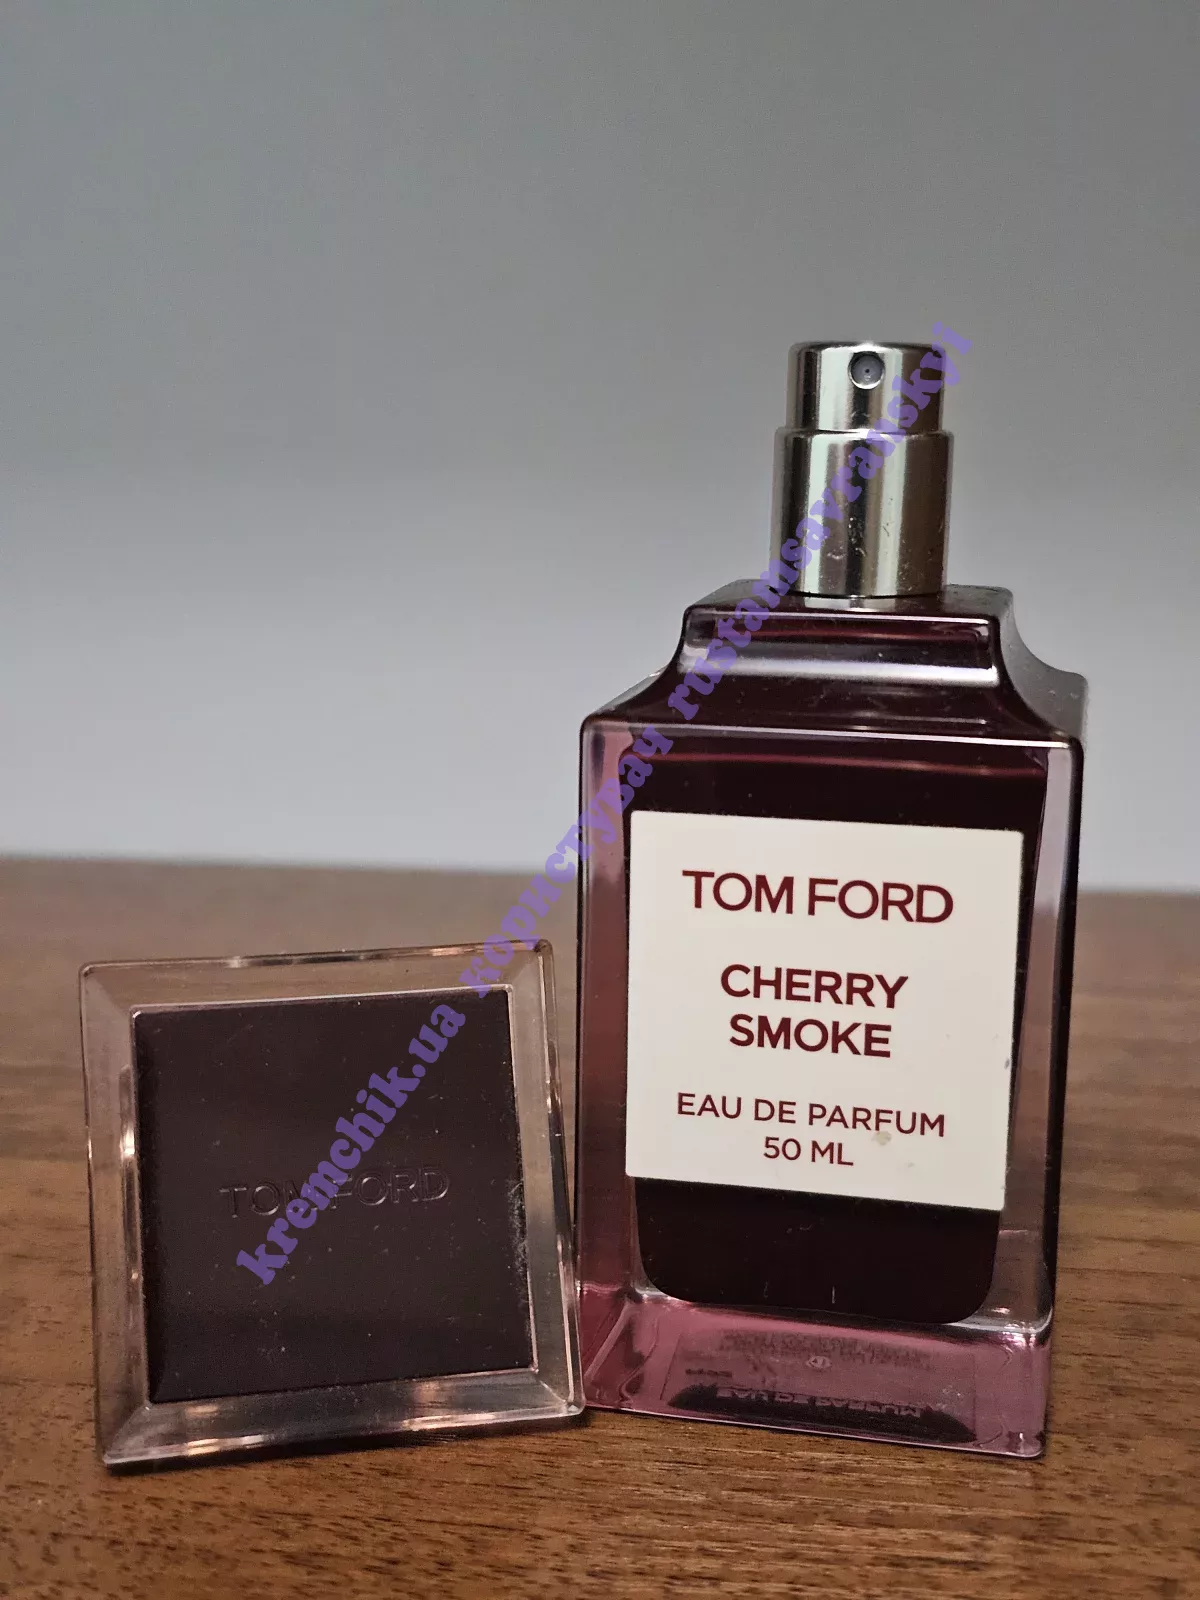 TOM FORD
CHERRY
SMOKE
EAU DE PARFUM
50 ML
TOM FORD
kremchik.ua користувач rustamsavranskyi